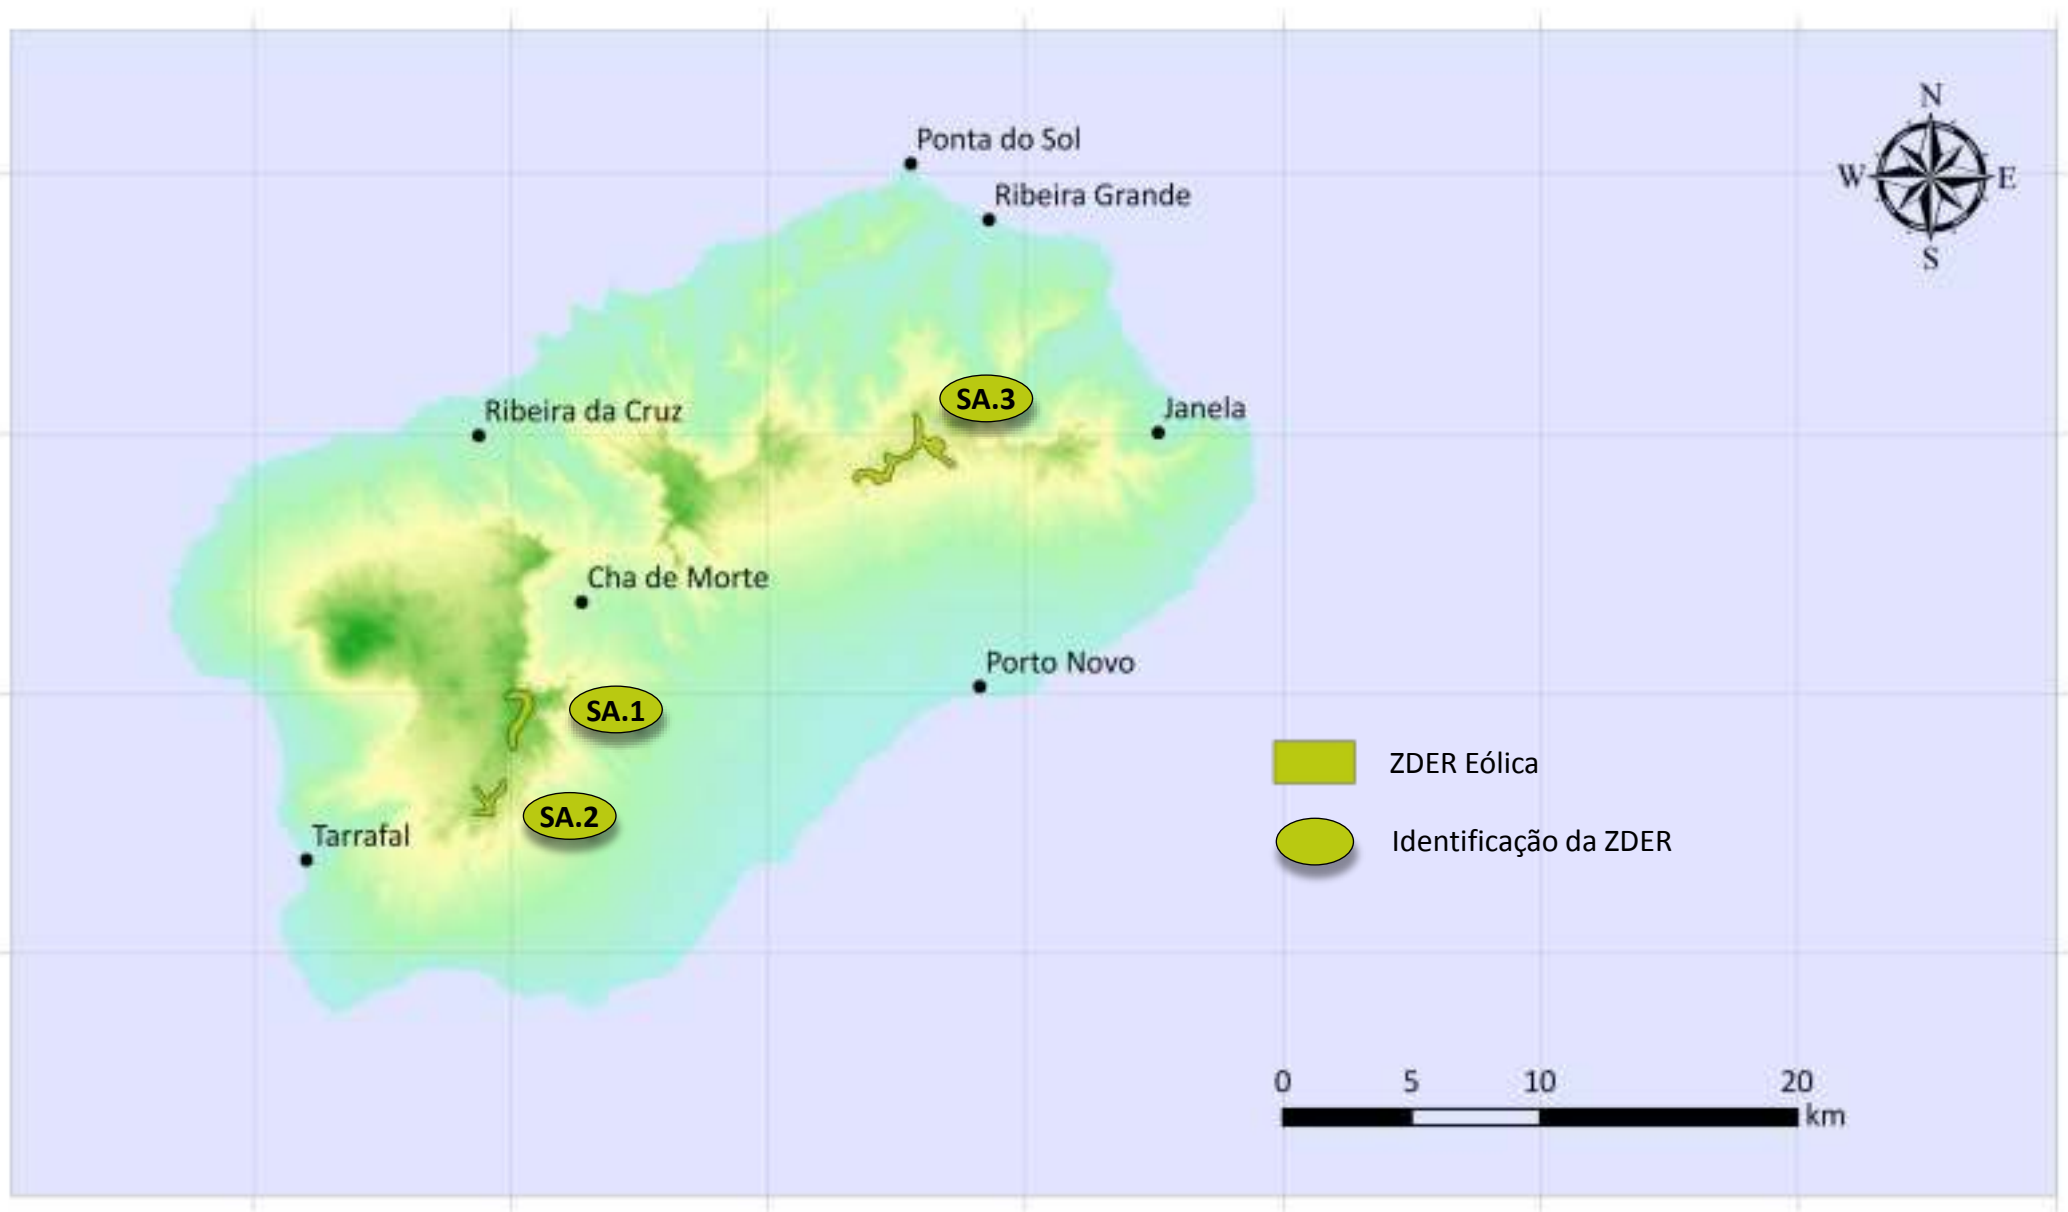 N
Ponta do Sol
W
E
Ribeira Grande
S
SA.3
Ribeira da Cruz
Janela
Cha de Morte
Porto Novo
SA.1
ZDER Eólica
SA.2
Tarrafal
Identificação da ZDER
0 5 10 20
km